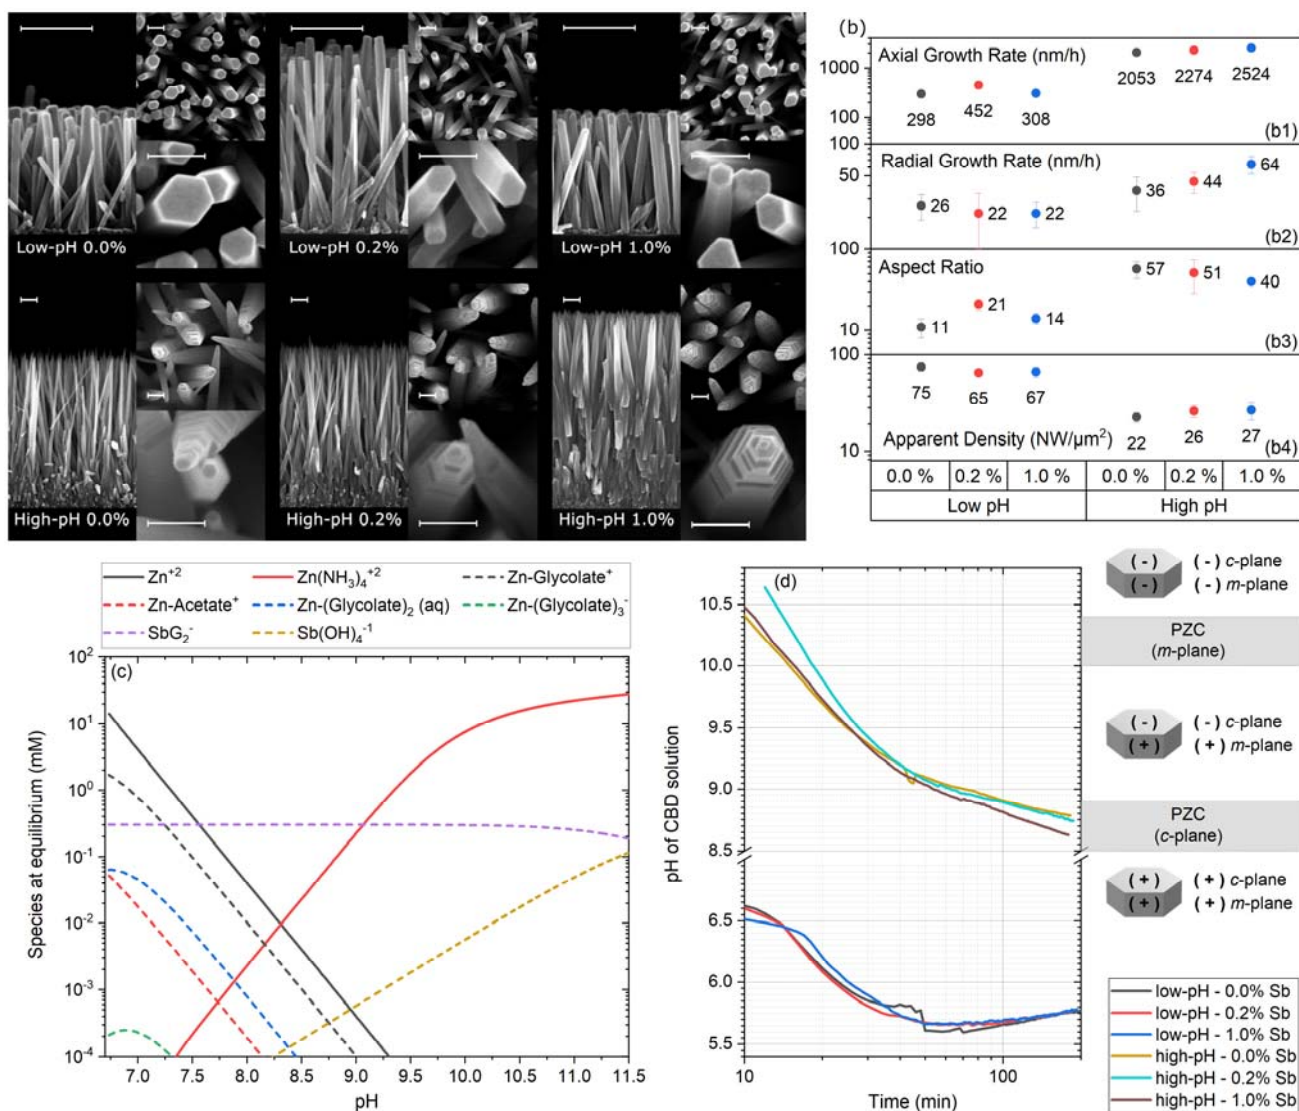 Low-pH 0.0%
Low-pH 0.2%
Low-pH 1.0%
High-pH 0.0%
High-pH 0.2%
High-pH 1.0%
(b)
Axial Growth Rate (nm/h)
1000
100
298
452
308
2053
2274
2524
(b1)
Radial Growth Rate (nm/h)
50
26
22
22
36
44
64
(b2)
100
Aspect Ratio
10
11
21
14
57
51
40
(b3)
100
75
65
67
22
26
27
10
Apparent Density (NW/µm²)
(b4)
0.0 %
0.2 %
1.0 %
0.0 %
0.2 %
1.0 %
Low pH
High pH
Zn⁺²
Zn(NH₃)₄⁺²
Zn-Glycolate⁺
Zn-Acetate⁺
Zn-(Glycolate)₂ (aq)
Zn-(Glycolate)₃⁻
SbG₂⁻
Sb(OH)₄⁻¹
(c)
Species at equilibrium (mM)
10²
10¹
10⁰
10⁻¹
10⁻²
10⁻³
10⁻⁴
7.0 7.5 8.0 8.5 9.0 9.5 10.0 10.5 11.0 11.5
pH
(d)
pH of CBD solution
10.5
10.0
9.5
9.0
8.5
6.5
6.0
5.5
10
100
Time (min)
(-) (-) c-plane
(-) (-) m-plane
PZC
(m-plane)
(-) (-) c-plane
(+) (+) m-plane
PZC
(c-plane)
(+) (+) c-plane
(+) (+) m-plane
low-pH - 0.0% Sb
low-pH - 0.2% Sb
low-pH - 1.0% Sb
high-pH - 0.0% Sb
high-pH - 0.2% Sb
high-pH - 1.0% Sb